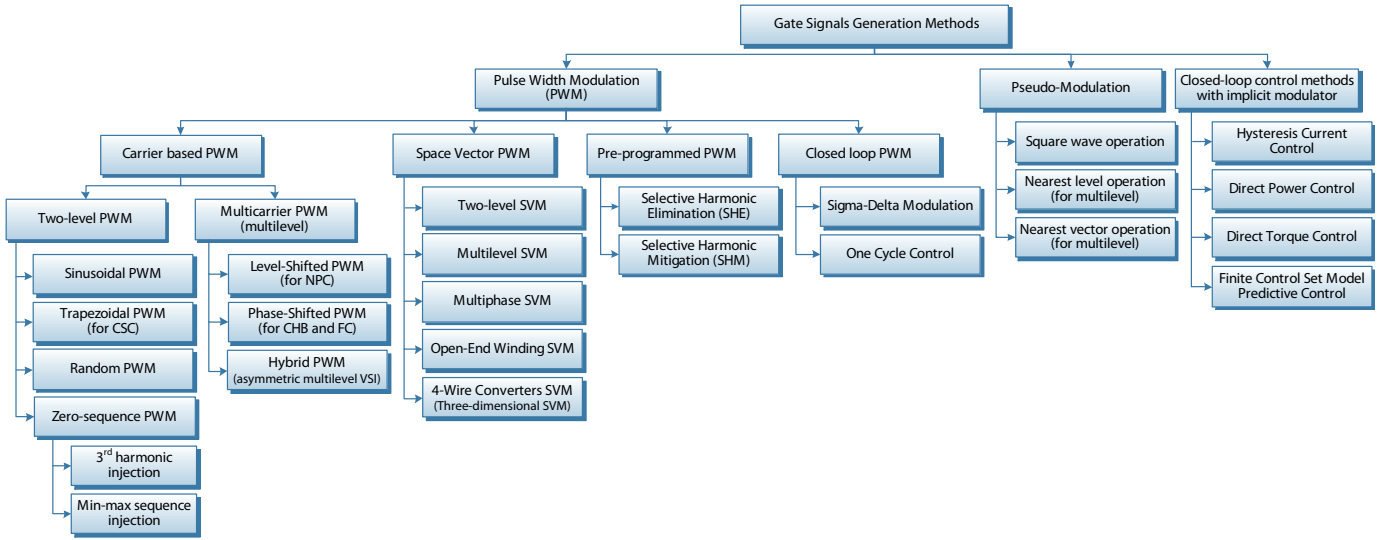 Gate Signals Generation Methods
Pulse Width Modulation
(PWM)
Pseudo-Modulation
Closed-loop control methods
with implicit modulator
Carrier based PWM
Space Vector PWM
Pre-programmed PWM
Closed loop PWM
Two-level PWM
Multicarrier PWM
(multilevel)
Sinusoidal PWM
Trapezoidal PWM
(for CSC)
Random PWM
Zero-sequence PWM
3rd harmonic
injection
Min-max sequence
injection
Level-Shifted PWM
(for NPC)
Phase-Shifted PWM
(for CHB and FC)
Hybrid PWM
(asymmetric multilevel VSI)
Two-level SVM
Multilevel SVM
Multiphase SVM
Open-End Winding SVM
4-Wire Converters SVM
(Three-dimensional SVM)
Selective Harmonic
Elimination (SHE)
Selective Harmonic
Mitigation (SHM)
Sigma-Delta Modulation
One Cycle Control
Square wave operation
Nearest level operation
(for multilevel)
Nearest vector operation
(for multilevel)
Hysteresis Current
Control
Direct Power Control
Direct Torque Control
Finite Control Set Model
Predictive Control